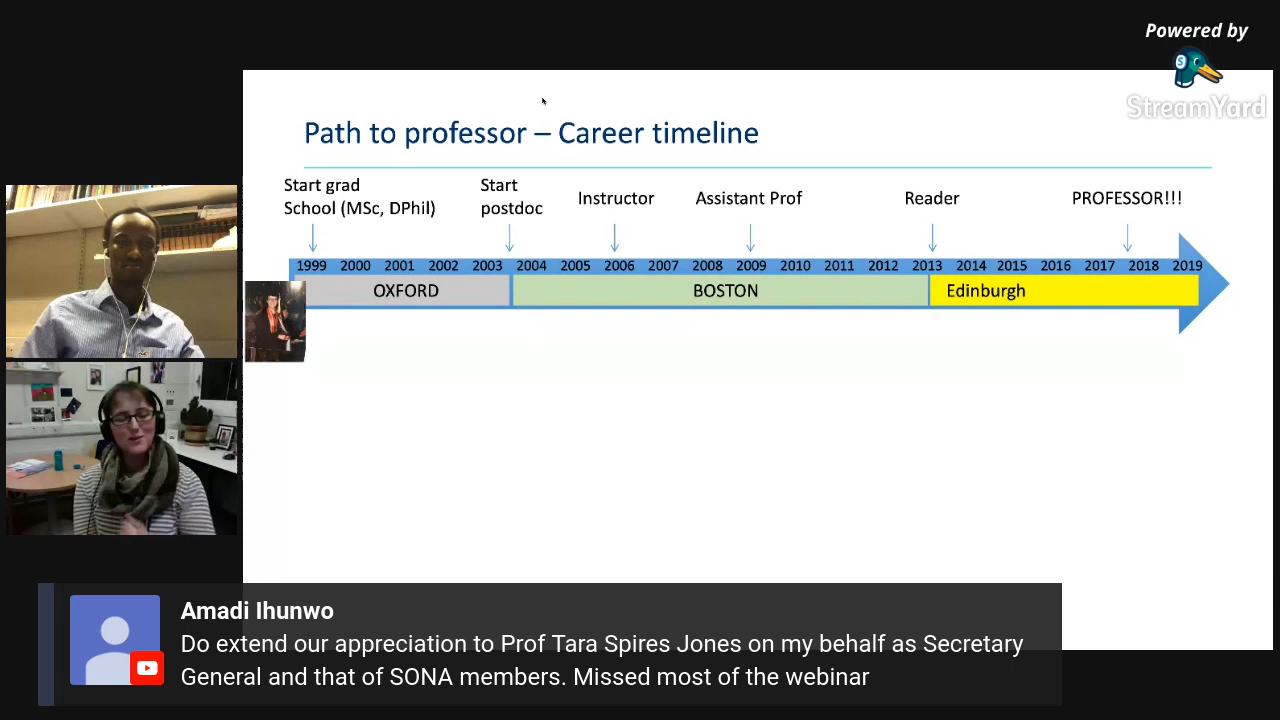 Powered by
StreamYard
Path to professor – Career timeline
Start grad
School (MSc, DPhil)
Start
postdoc
Instructor
Assistant Prof
Reader
PROFESSOR!!!
1999 2000 2001 2002 2003 2004 2005 2006 2007 2008 2009 2010 2011 2012 2013 2014 2015 2016 2017 2018 2019
OXFORD BOSTON Edinburgh
Amadi Ihunwo
Do extend our appreciation to Prof Tara Spires Jones on my behalf as Secretary
General and that of SONA members. Missed most of the webinar